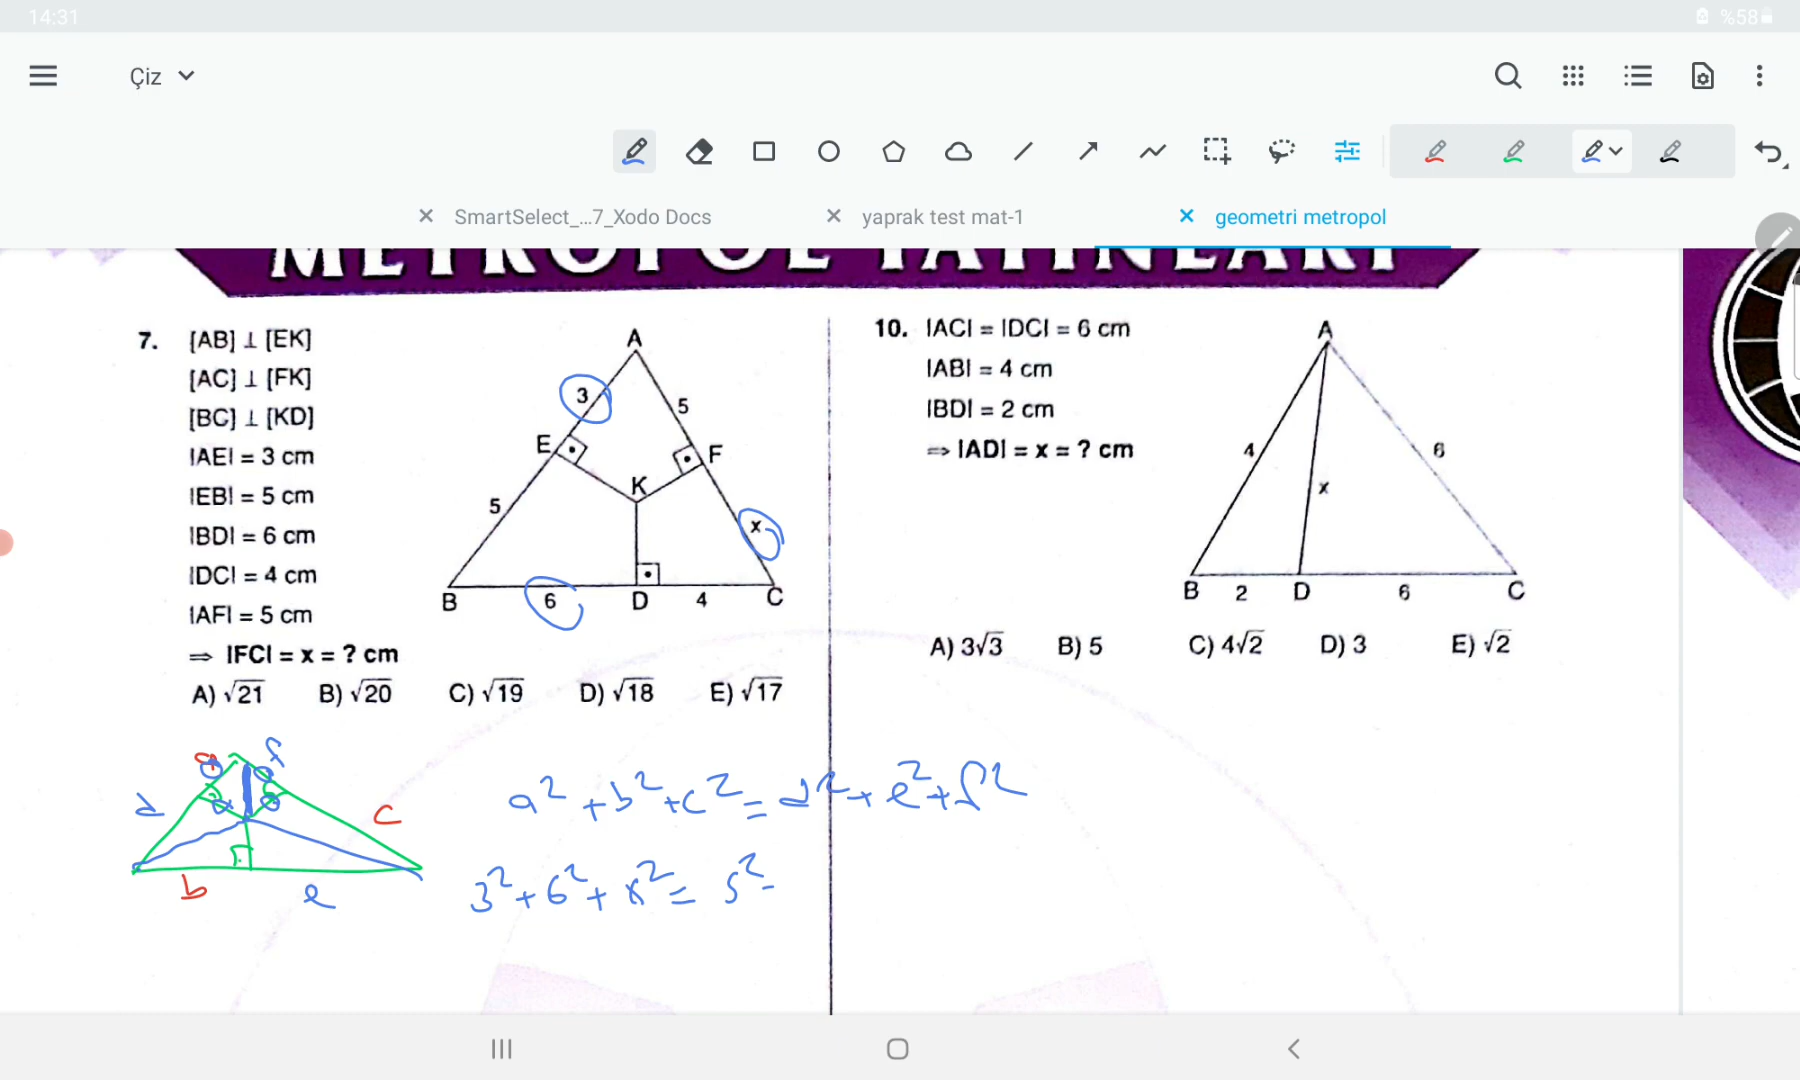 14:31
%58
Çiz
SmartSelect_...7_Xodo Docs
yaprak test mat-1
geometri metropol
METROPOL YAYINLARI
7. [AB] ⊥ [EK]
[AC] ⊥ [FK]
[BC] ⊥ [KD]
|AE| = 3 cm
|EB| = 5 cm
|BD| = 6 cm
|DC| = 4 cm
|AF| = 5 cm
⇒ |FC| = x = ? cm
A) √21 B) √20 C) √19 D) √18 E) √17
A
3
5
E
F
K
5
x
B 6 D 4 C
10. |AC| = |DC| = 6 cm
|AB| = 4 cm
|BD| = 2 cm
⇒ |AD| = x = ? cm
A
4
6
x
B 2 D 6 C
A) 3√3 B) 5 C) 4√2 D) 3 E) √2
a f
d
c
b e
a² + b² + c² = d² + e² + f²
3² + 6² + x² = 5²